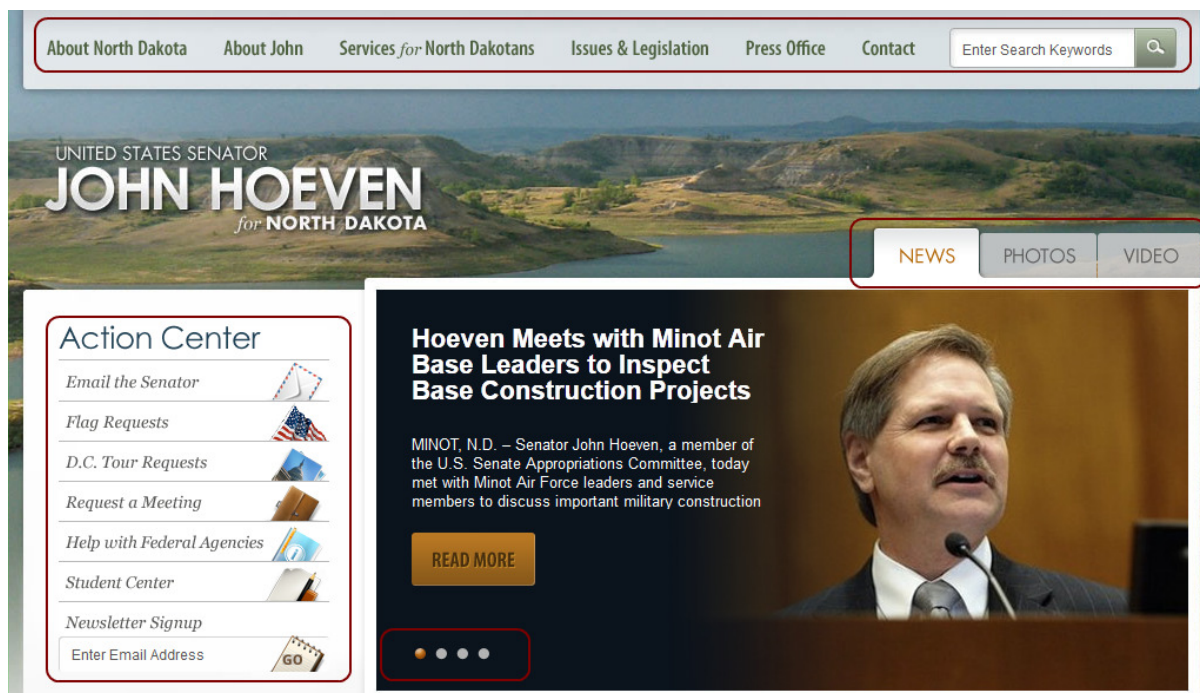 About North Dakota About John Services for North Dakotans Issues & Legislation Press Office Contact Enter Search Keywords
UNITED STATES SENATOR
JOHN HOEVEN
for NORTH DAKOTA
NEWS PHOTOS VIDEO
Action Center
Email the Senator
Flag Requests
D.C. Tour Requests
Request a Meeting
Help with Federal Agencies
Student Center
Newsletter Signup
Enter Email Address GO
Hoeven Meets with Minot Air
Base Leaders to Inspect
Base Construction Projects
MINOT, N.D. – Senator John Hoeven, a member of
the U.S. Senate Appropriations Committee, today
met with Minot Air Force leaders and service
members to discuss important military construction
READ MORE